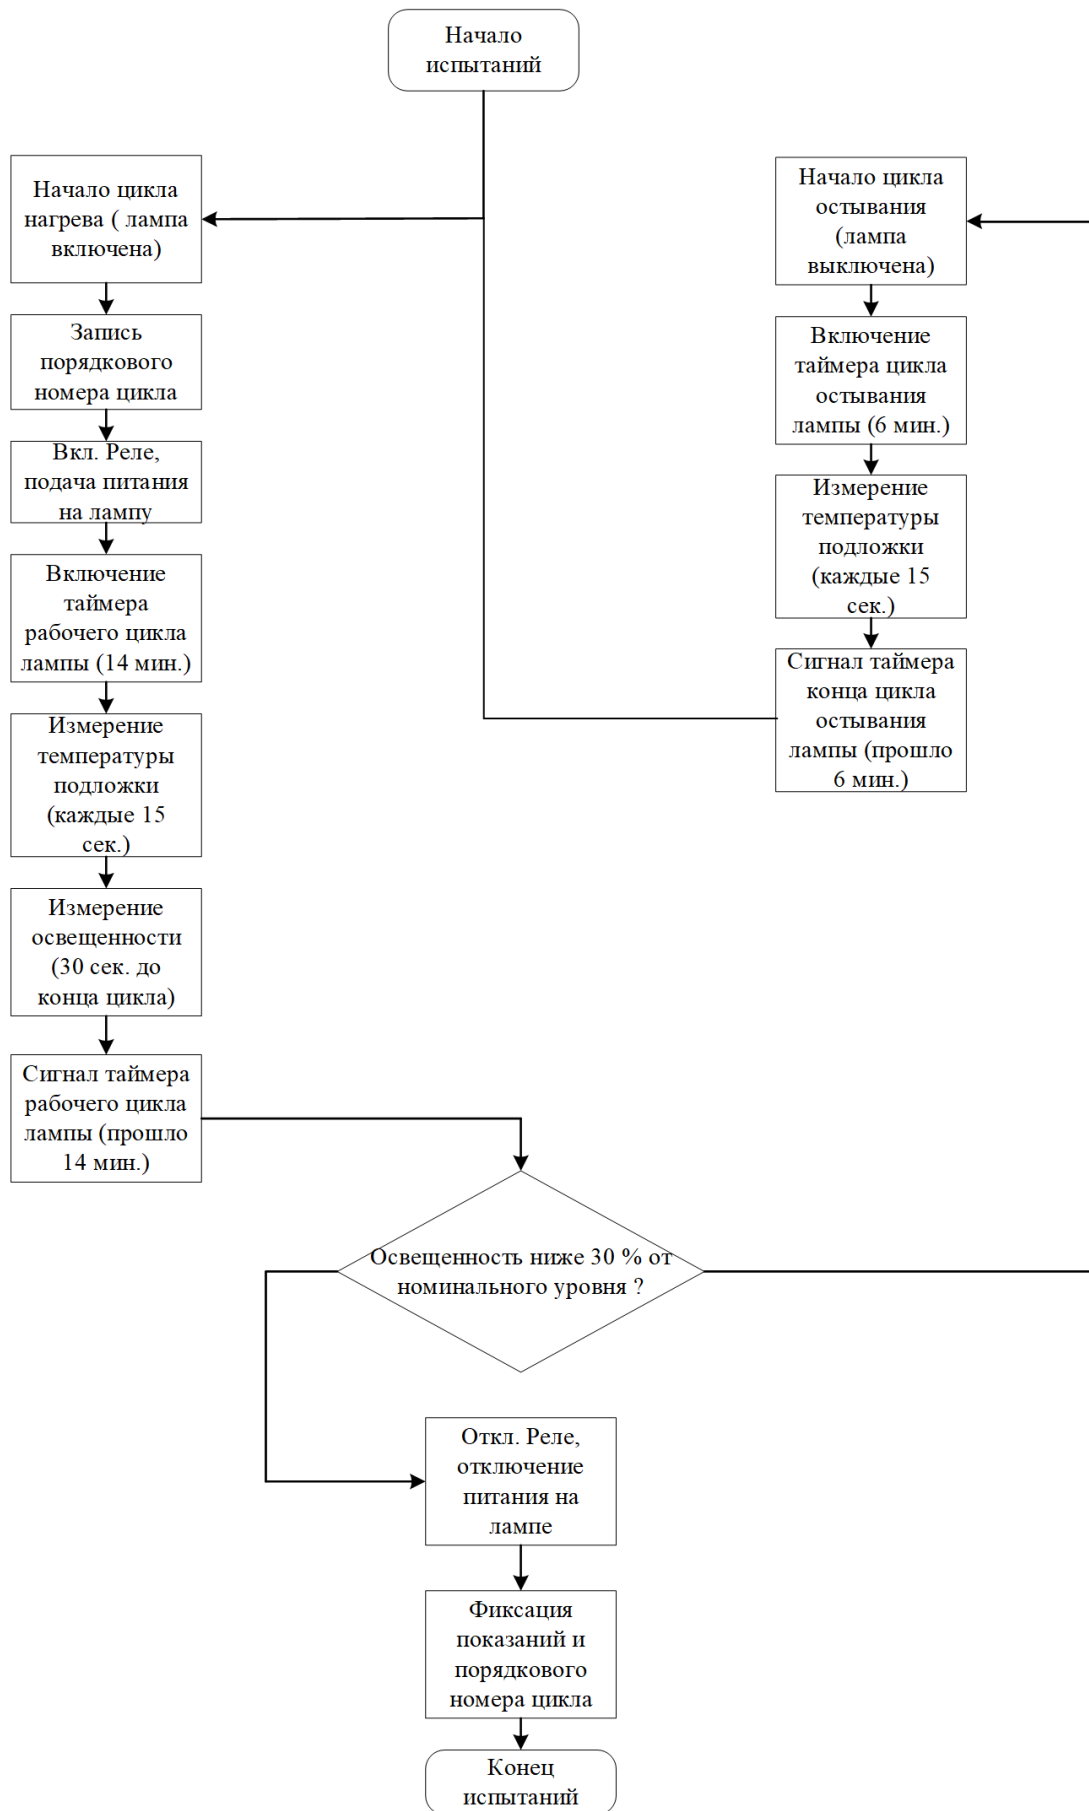 Начало
испытаний
Начало цикла
нагрева ( лампа
включена)
Запись
порядкового
номера цикла
Вкл. Реле,
подача питания
на лампу
Включение
таймера
рабочего цикла
лампы (14 мин.)
Измерение
температуры
подложки
(каждые 15
сек.)
Измерение
освещенности
(30 сек. до
конца цикла)
Сигнал таймера
рабочего цикла
лампы (прошло
14 мин.)
Начало цикла
остывания
(лампа
выключена)
Включение
таймера цикла
остывания
лампы (6 мин.)
Измерение
температуры
подложки
(каждые 15
сек.)
Сигнал таймера
конца цикла
остывания
лампы (прошло
6 мин.)
Освещенность ниже 30 % от
номинального уровня ?
Откл. Реле,
отключение
питания на
лампе
Фиксация
показаний и
порядкового
номера цикла
Конец
испытаний